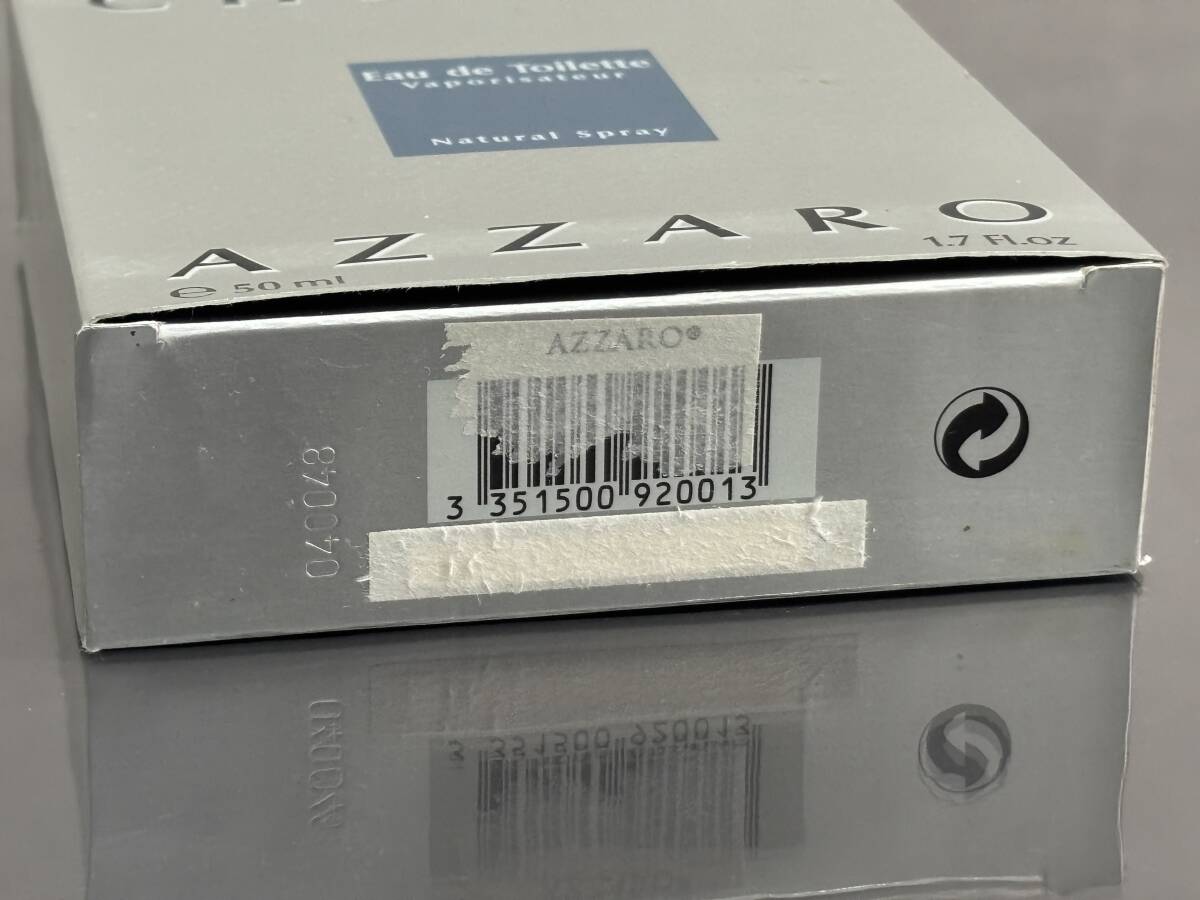 Eau de Toilette
Vaporisateur
Natural Spray
AZZARO
℮ 50 ml 1.7 Fl.oz
AZZARO®
3 351500 920013
040048